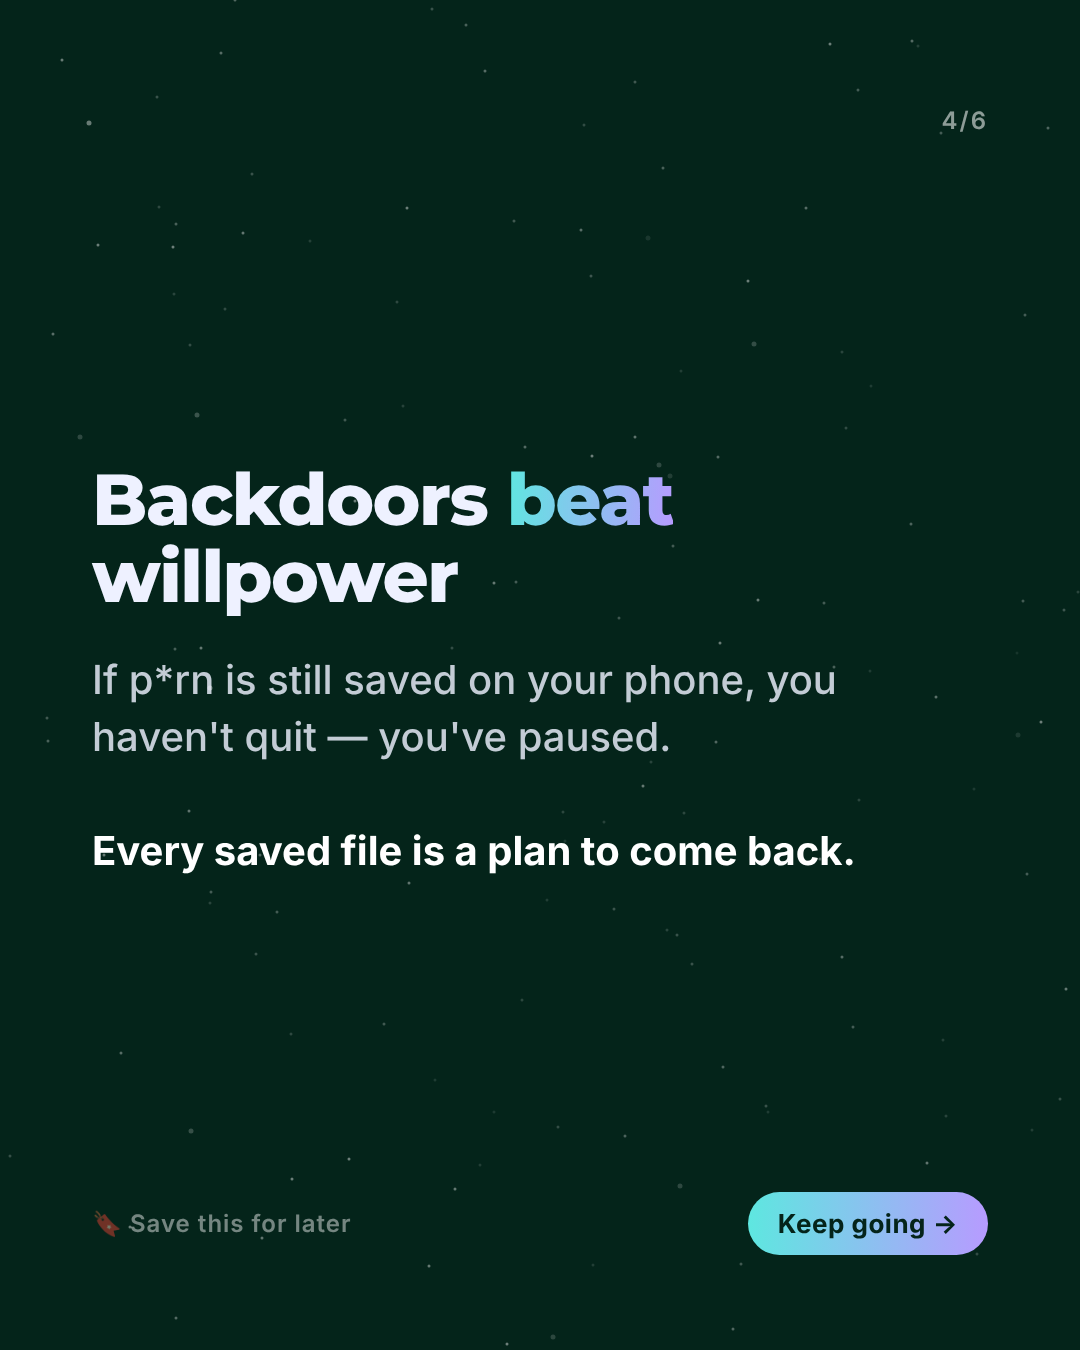 4/6
Backdoors beat
willpower
If p*rn is still saved on your phone, you
haven't quit — you've paused.
Every saved file is a plan to come back.
🔖 Save this for later
Keep going →